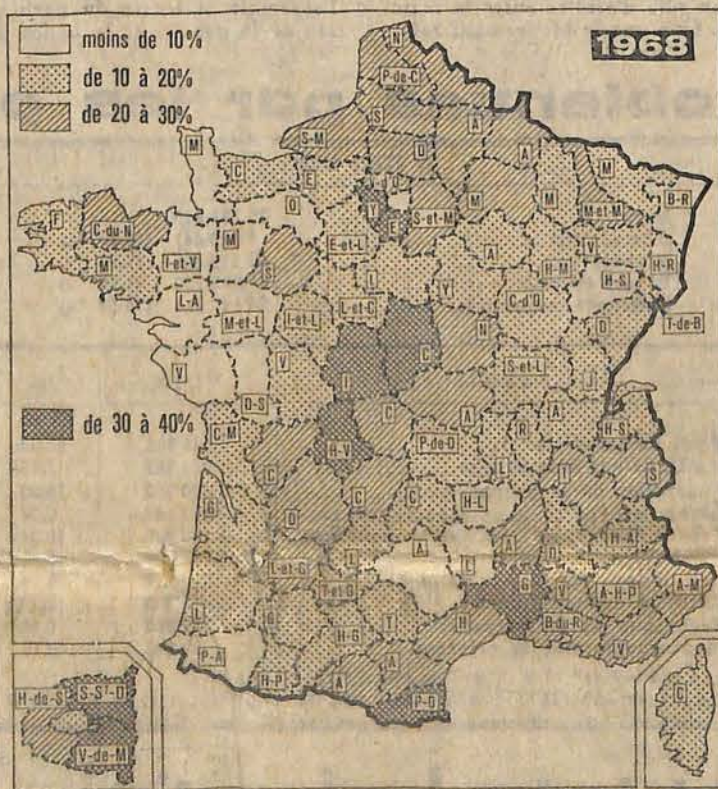 moins de 10%
1968
de 10 à 20%
de 20 à 30%
N
P-de-C
S
S-M
A
O
A
M
C
E
M
O
M
M
M
M-et-M
B-R
Y
E
S-et-M
F
C-du-N
M
I-et-V
M
S
E-et-L
A
V
H-M
H-R
H-S
L
L-A
M-et-L
I-et-L
L-et-C
Y
C-d'O
D
T-de-B
V
D-S
V
I
C
N
S-et-L
J
de 30 à 40%
C-M
H-V
C
A
P-de-D
R
A
H-S
L
C
D
C
C
H-L
I
S
G
L
L-et-G
T-et-G
A
L
A
D
H-A
G
V
A-H-P
A-M
L
G
H-G
T
H
B-du-R
V
P-A
H-P
A
A
P-O
C
H-de-S
S-St-D
V-de-M